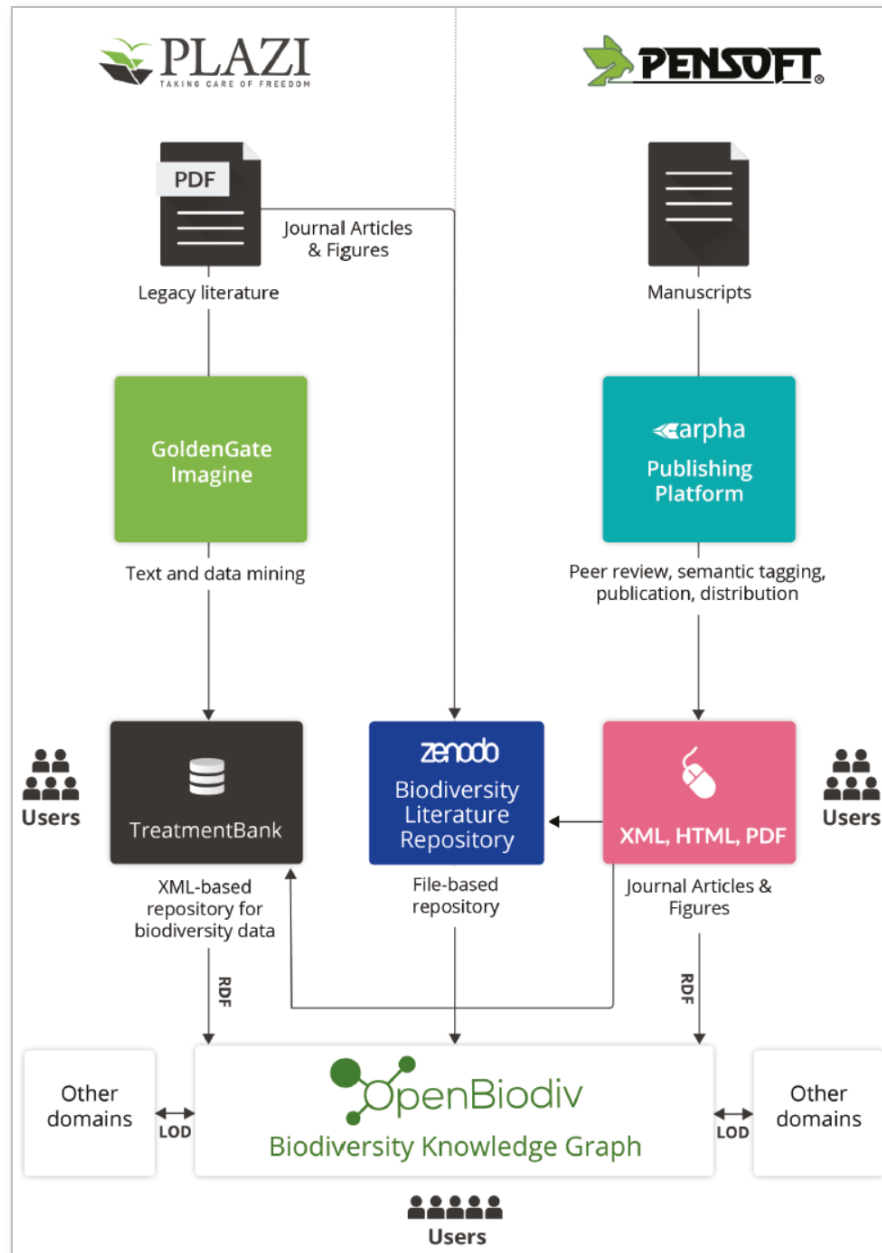 PLAZI
TAKING CARE OF FREEDOM
PENSOFT®
PDF
Journal Articles
& Figures
Legacy literature
Manuscripts
GoldenGate
Imagine
arpha
Publishing
Platform
Text and data mining
Peer review, semantic tagging,
publication, distribution
Users
TreatmentBank
zenodo
Biodiversity
Literature
Repository
XML, HTML, PDF
Users
XML-based
repository for
biodiversity data
File-based
repository
Journal Articles &
Figures
RDF
RDF
Other
domains
LOD
OpenBiodiv
Biodiversity Knowledge Graph
LOD
Other
domains
Users